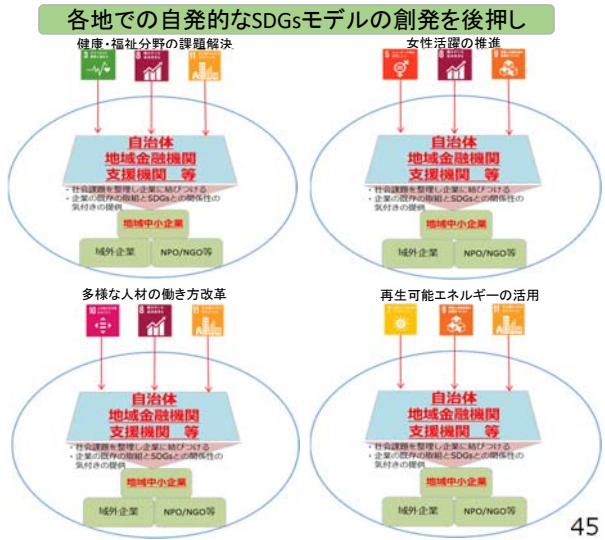 各地での自発的なSDGsモデルの創発を後押し
健康・福祉分野の課題解決
3
8
11
自治体
地域金融機関
支援機関 等
・社会課題を整理し企業に結びつける
・企業の既存の取組とSDGsとの関係性の
気付きの提供
地域中小企業
域外企業
NPO/NGO等
女性活躍の推進
5
8
9
自治体
地域金融機関
支援機関 等
・社会課題を整理し企業に結びつける
・企業の既存の取組とSDGsとの関係性の
気付きの提供
地域中小企業
域外企業
NPO/NGO等
多様な人材の働き方改革
10
8
11
自治体
地域金融機関
支援機関 等
・社会課題を整理し企業に結びつける
・企業の既存の取組とSDGsとの関係性の
気付きの提供
地域中小企業
域外企業
NPO/NGO等
再生可能エネルギーの活用
7
9
11
自治体
地域金融機関
支援機関 等
・社会課題を整理し企業に結びつける
・企業の既存の取組とSDGsとの関係性の
気付きの提供
地域中小企業
域外企業
NPO/NGO等
45